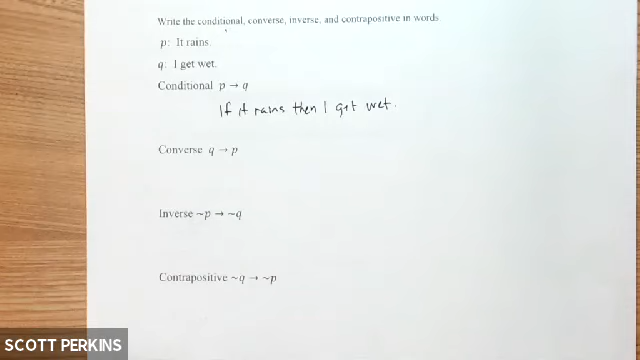 Write the conditional, converse, inverse, and contrapositive in words
p: It rains.
q: I get wet.
Conditional p → q
If it rains then I get wet.
Converse q → p
Inverse ~p → ~q
Contrapositive ~q → ~p
SCOTT PERKINS